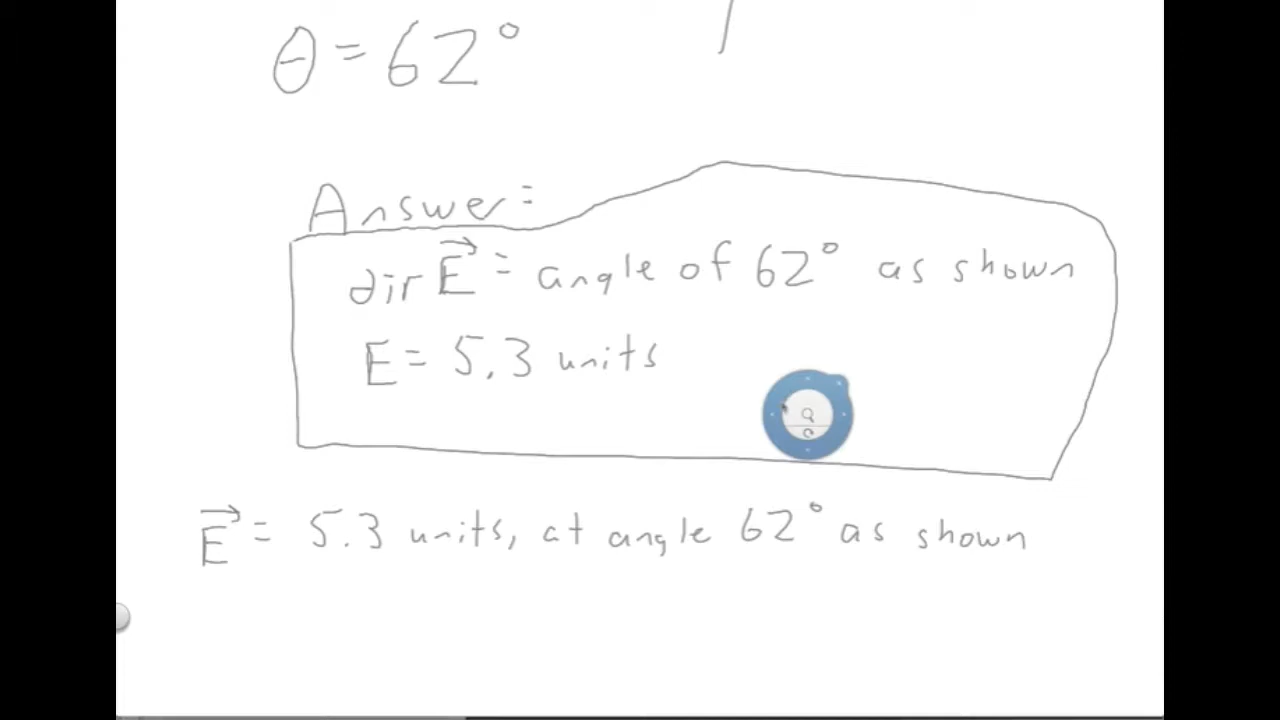 θ = 62°
Answer:
dir E⃗ = angle of 62° as shown
E = 5.3 units
E⃗ = 5.3 units, at angle 62° as shown